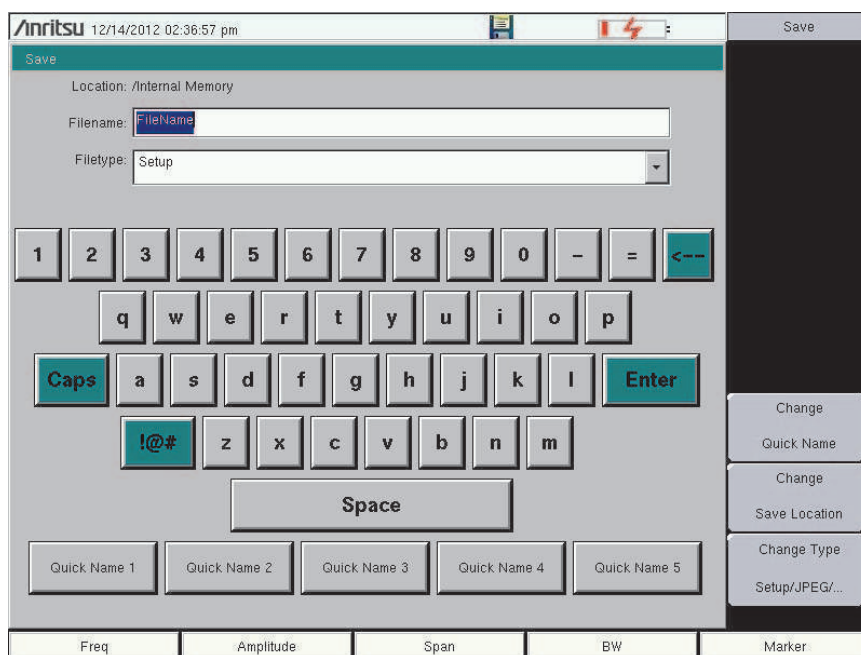 /Inritsu 12/14/2012 02:36:57 pm
Save
Save
Location: /Internal Memory
Filename: FileName
Filetype: Setup
1 2 3 4 5 6 7 8 9 0 - = <--
q w e r t y u i o p
Caps a s d f g h j k l Enter
!@# z x c v b n m
Space
Quick Name 1 Quick Name 2 Quick Name 3 Quick Name 4 Quick Name 5
Change
Quick Name
Change
Save Location
Change Type
Setup/JPEG/...
Freq Amplitude Span BW Marker